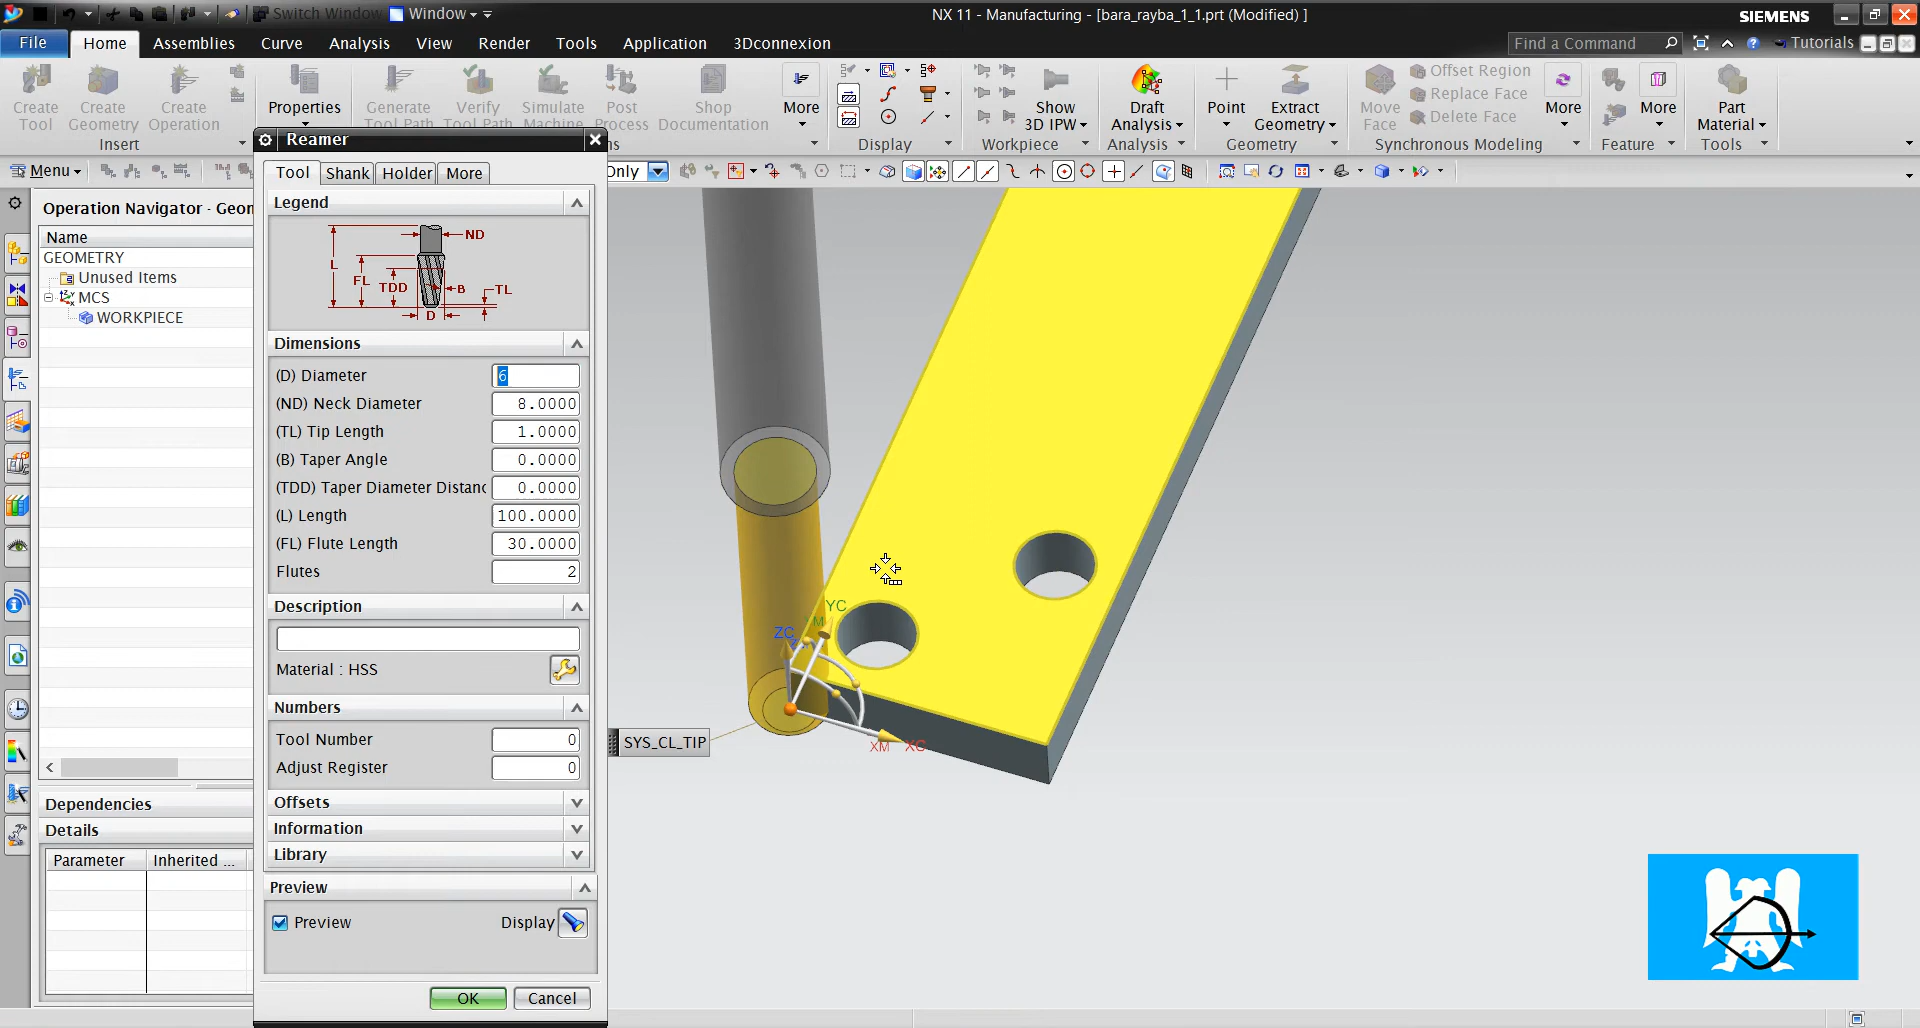 Switch Window
Window
NX 11 - Manufacturing - [bara_rayba_1_1.prt (Modified) ]
SIEMENS
File
Home
Assemblies
Curve
Analysis
View
Render
Tools
Application
3Dconnexion
Find a Command
Tutorials
Create Tool
Create Geometry
Create Operation
Properties
Generate Tool Path
Verify Tool Path
Simulate Machine
Post Process
Shop Documentation
More
Show 3D IPW
Draft Analysis
Point
Extract Geometry
Move Face
Offset Region
Replace Face
Delete Face
More
More
Part Material
Insert
Display
Workpiece
Analysis
Geometry
Synchronous Modeling
Feature
Tools
Menu
Only
Operation Navigator - Geo
Name
GEOMETRY
Unused Items
MCS
WORKPIECE
Dependencies
Details
Parameter
Inherited ...
Reamer
Tool
Shank
Holder
More
Legend
ND
L
FL
TDD
B
TL
D
Dimensions
(D) Diameter
6
(ND) Neck Diameter
8.0000
(TL) Tip Length
1.0000
(B) Taper Angle
0.0000
(TDD) Taper Diameter Distanc
0.0000
(L) Length
100.0000
(FL) Flute Length
30.0000
Flutes
2
Description
Material : HSS
Numbers
Tool Number
0
Adjust Register
0
Offsets
Information
Library
Preview
Preview
Display
OK
Cancel
YC
YM
ZC
XM
XC
SYS_CL_TIP